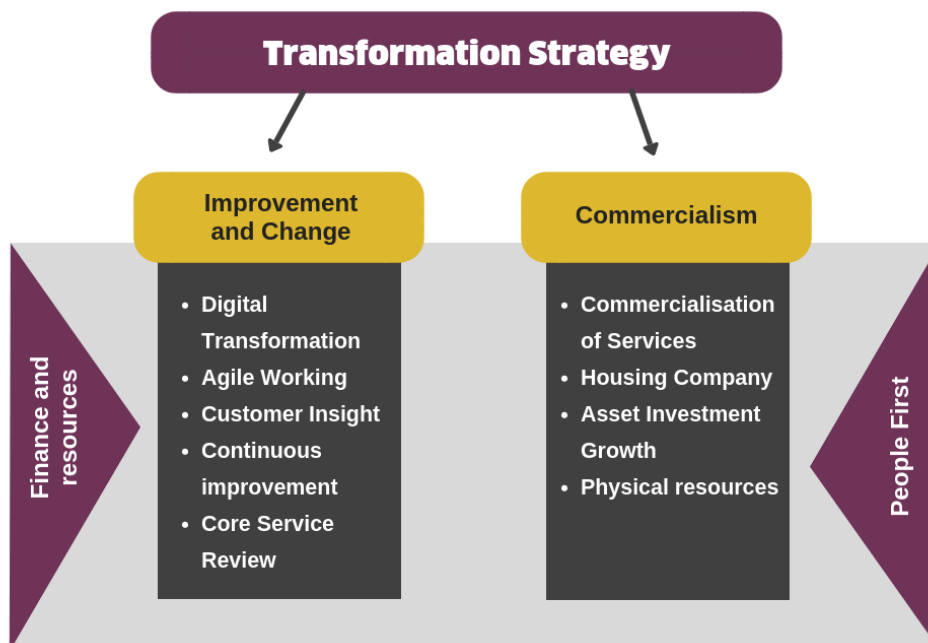 Transformation Strategy
Improvement
and Change
Commercialism
Finance and
resources
• Digital
Transformation
• Agile Working
• Customer Insight
• Continuous
improvement
• Core Service
Review
• Commercialisation
of Services
• Housing Company
• Asset Investment
Growth
• Physical resources
People First